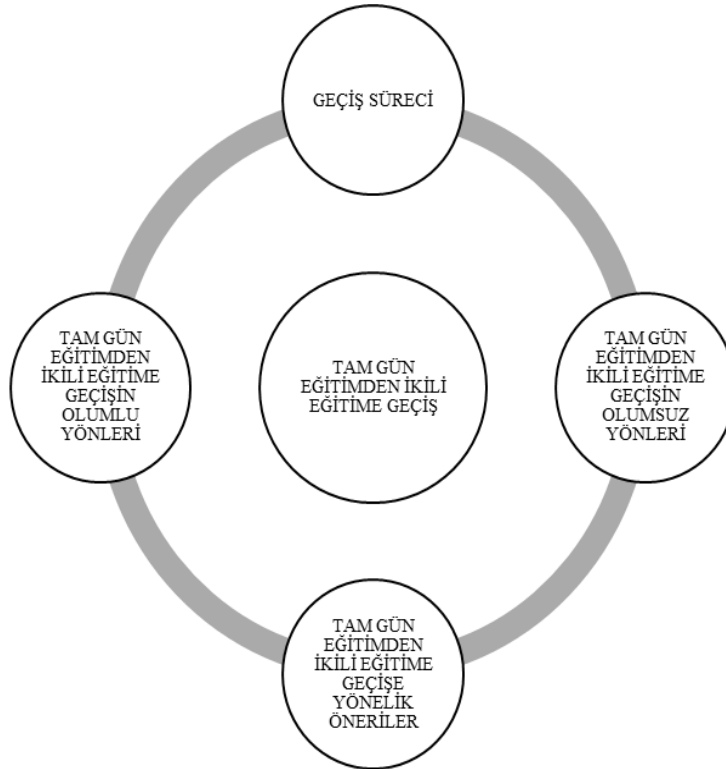 GEÇİŞ SÜRECİ
TAM GÜN
EĞİTİMDEN
İKİLİ EĞİTİME
GEÇİŞİN
OLUMLU
YÖNLERİ
TAM GÜN
EĞİTİMDEN İKİLİ
EĞİTİME GEÇİŞ
TAM GÜN
EĞİTİMDEN
İKİLİ EĞİTİME
GEÇİŞİN
OLUMSUZ
YÖNLERİ
TAM GÜN
EĞİTİMDEN
İKİLİ EĞİTİME
GEÇİŞE
YÖNELİK
ÖNERİLER